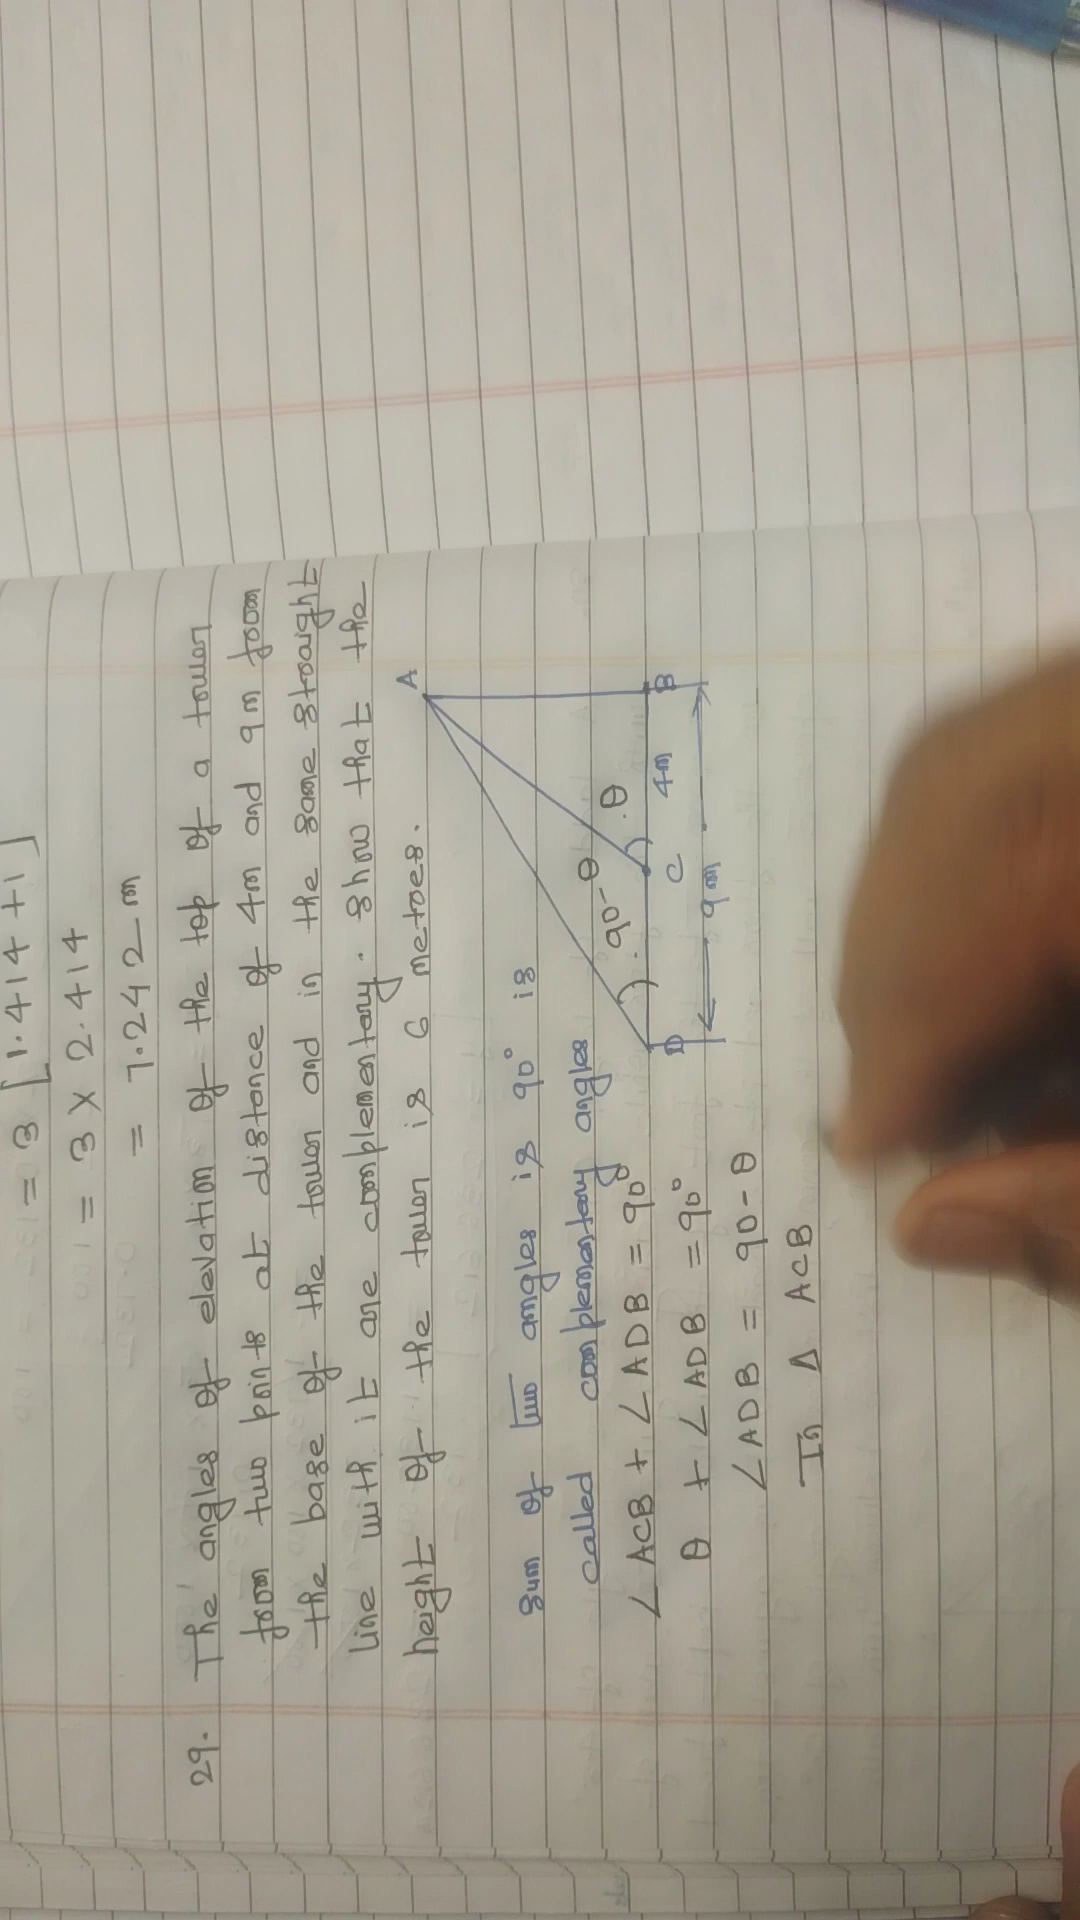 = 3 [1.414 + 1]
= 3 × 2.414
= 7.242 m
29. The angles of elevation of the top of a tower
from two points at distance of 4m and 9m from
the base of the tower and in the same straight
line with it are complementary. Show that the
height of the tower is 6 metres.
A
Sum of two angles is 90° is
called complementary angles
∠ACB + ∠ADB = 90°
θ + ∠ADB = 90°
∠ADB = 90 - θ
In Δ ACB
90-θ
θ
D
C
4m
B
9m